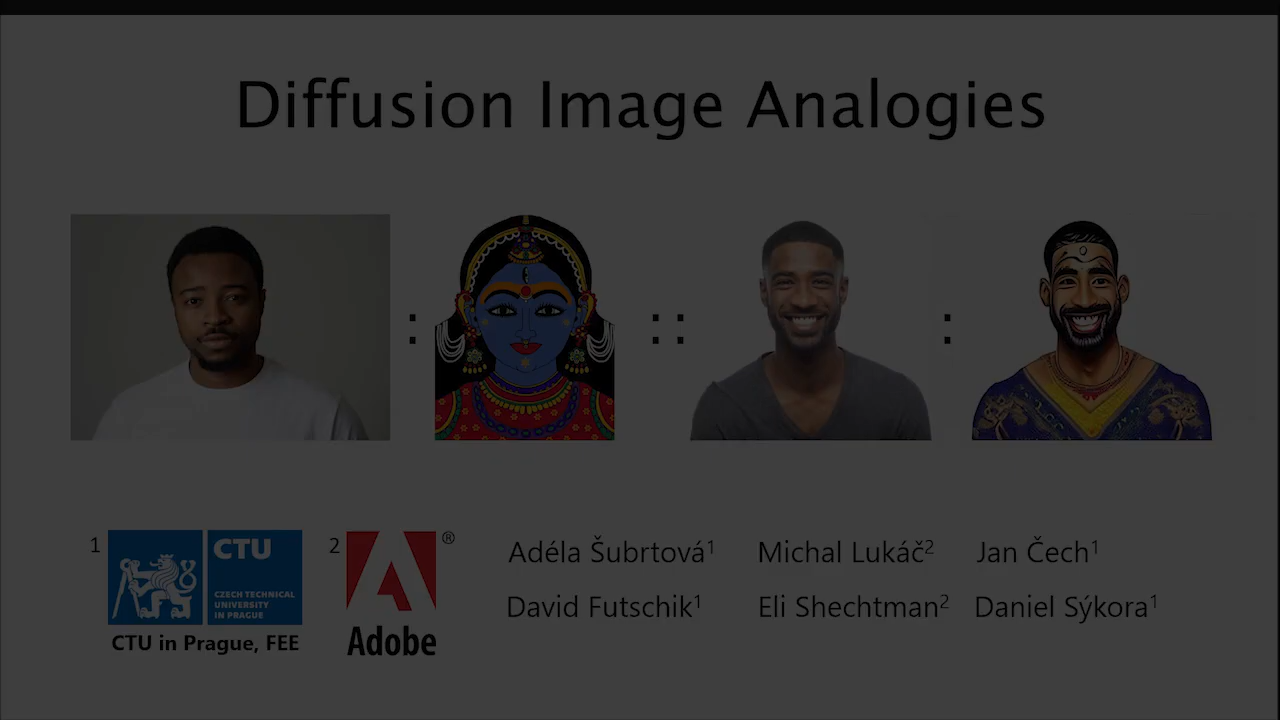 Diffusion Image Analogies
: :: :
1 CTU 2 ®
CZECH TECHNICAL
UNIVERSITY
IN PRAGUE
CTU in Prague, FEE Adobe
Adéla Šubrtová1 Michal Lukáč2 Jan Čech1
David Futschik1 Eli Shechtman2 Daniel Sýkora1